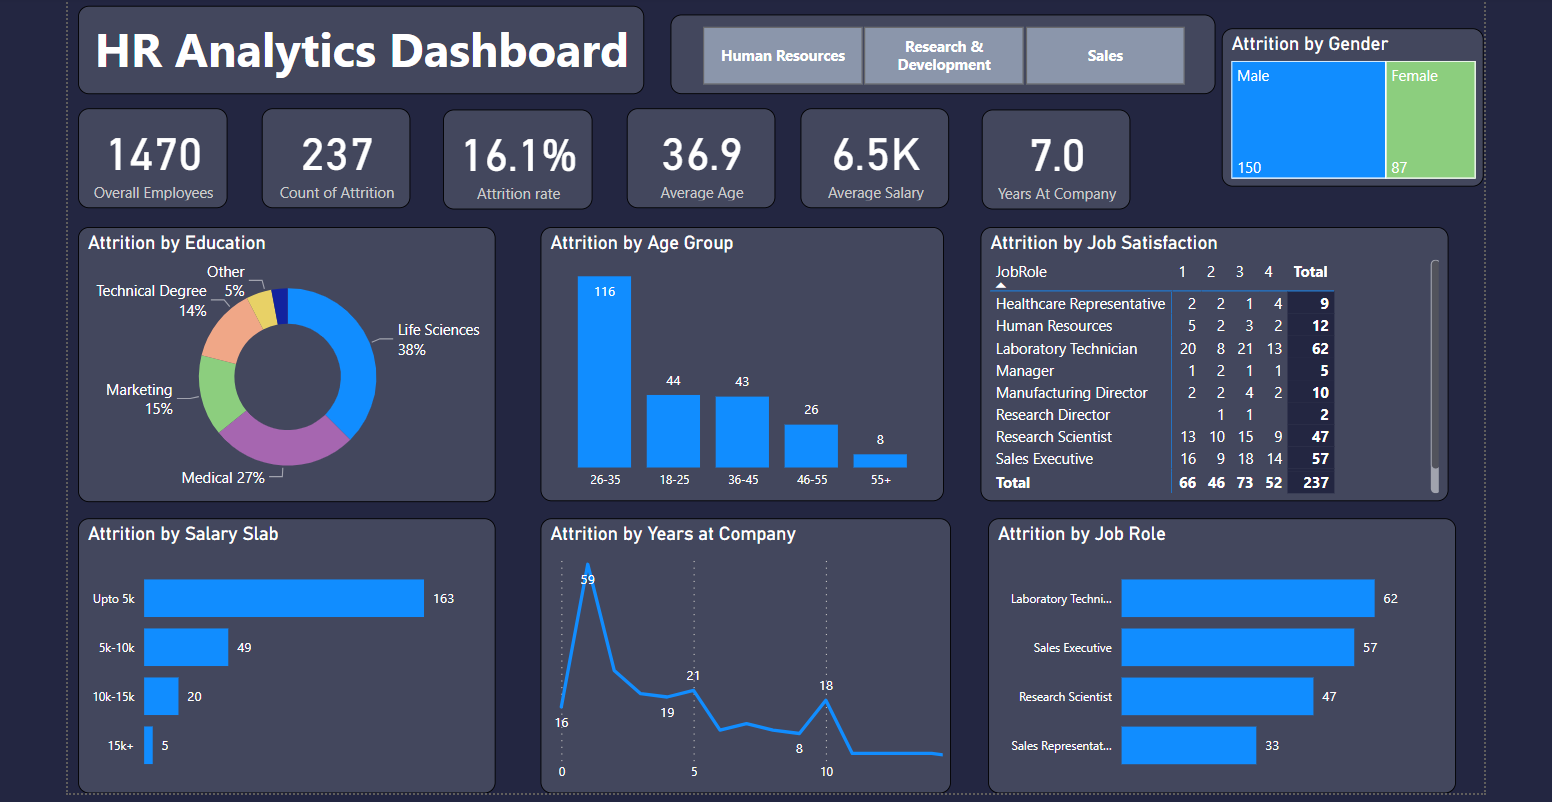 HR Analytics Dashboard
Human Resources
Research &
Development
Sales
Attrition by Gender
Male
Female
150
87
1470
Overall Employees
237
Count of Attrition
16.1%
Attrition rate
36.9
Average Age
6.5K
Average Salary
7.0
Years At Company
Attrition by Education
Other
5%
Technical Degree
14%
Life Sciences
38%
Marketing
15%
Medical 27%
Attrition by Age Group
116
44
43
26
8
26-35 18-25 36-45 46-55 55+
Attrition by Job Satisfaction
JobRole 1 2 3 4 Total
Healthcare Representative 2 2 1 4 9
Human Resources 5 2 3 2 12
Laboratory Technician 20 8 21 13 62
Manager 1 2 1 1 5
Manufacturing Director 2 2 4 2 10
Research Director 1 1 2
Research Scientist 13 10 15 9 47
Sales Executive 16 9 18 14 57
Total 66 46 73 52 237
Attrition by Salary Slab
Upto 5k 163
5k-10k 49
10k-15k 20
15k+ 5
Attrition by Years at Company
59
21
18
19
16
8
0 5 10
Attrition by Job Role
Laboratory Techni... 62
Sales Executive 57
Research Scientist 47
Sales Representat... 33